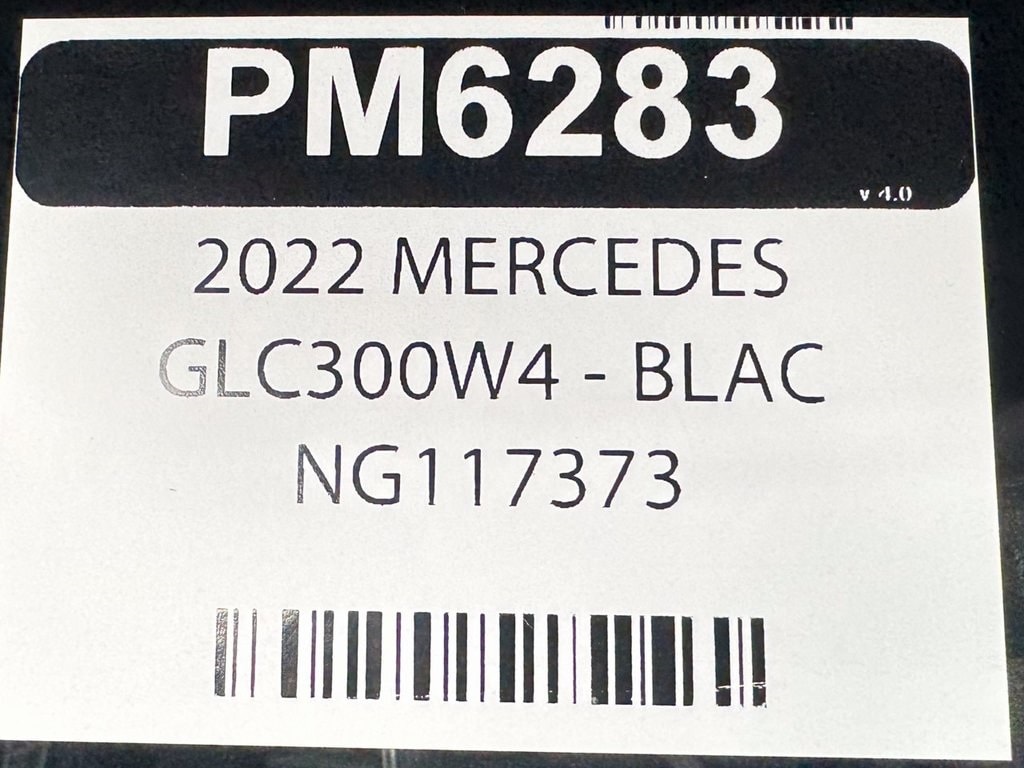 PM6283
v 4.0
2022 MERCEDES
GLC300W4 - BLAC
NG117373